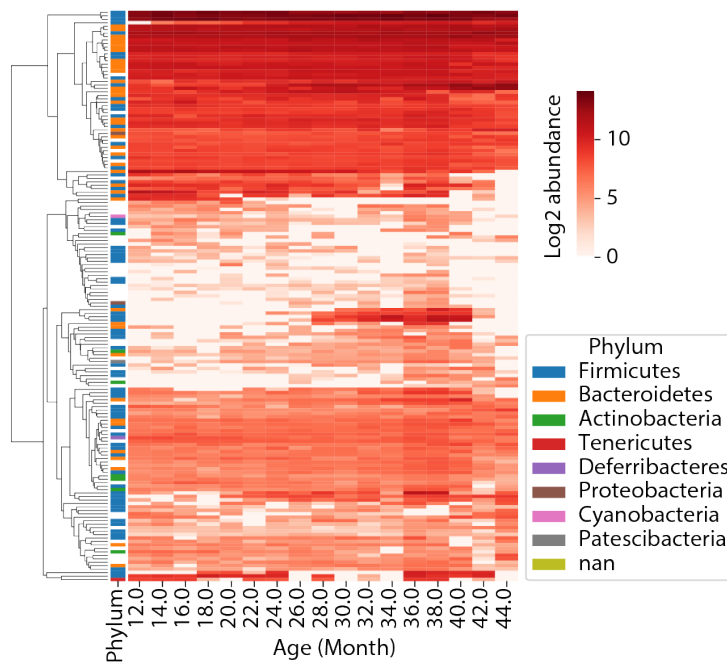 Log2 abundance
10
5
0
Phylum
Firmicutes
Bacteroidetes
Actinobacteria
Tenericutes
Deferribacteres
Proteobacteria
Cyanobacteria
Patescibacteria
nan
Phylum
12.0
14.0
16.0
18.0
20.0
22.0
24.0
26.0
28.0
30.0
32.0
34.0
36.0
38.0
40.0
42.0
44.0
Age (Month)